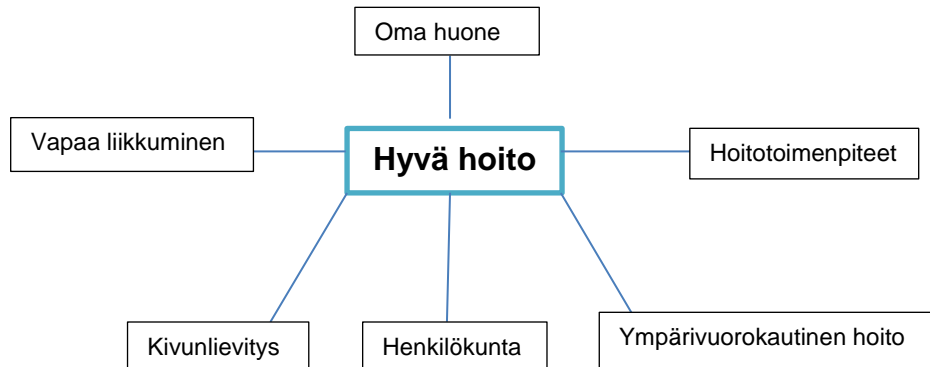 Oma huone
Vapaa liikkuminen
Hyvä hoito
Hoitotoimenpiteet
Kivunlievitys
Henkilökunta
Ympärivuorokautinen hoito